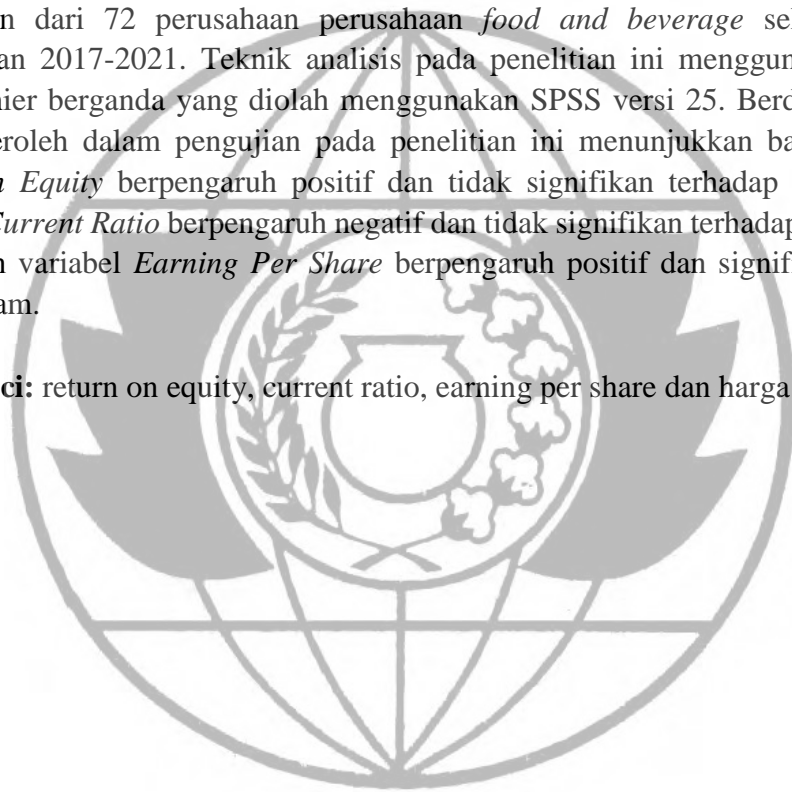 n dari 72 perusahaan perusahaan food and beverage sel
an 2017-2021. Teknik analisis pada penelitian ini menggun
nier berganda yang diolah menggunakan SPSS versi 25. Berd
eroleh dalam pengujian pada penelitian ini menunjukkan ba
n Equity berpengaruh positif dan tidak signifikan terhadap
Current Ratio berpengaruh negatif dan tidak signifikan terhadap
n variabel Earning Per Share berpengaruh positif dan signifi
am.
ci: return on equity, current ratio, earning per share dan harga